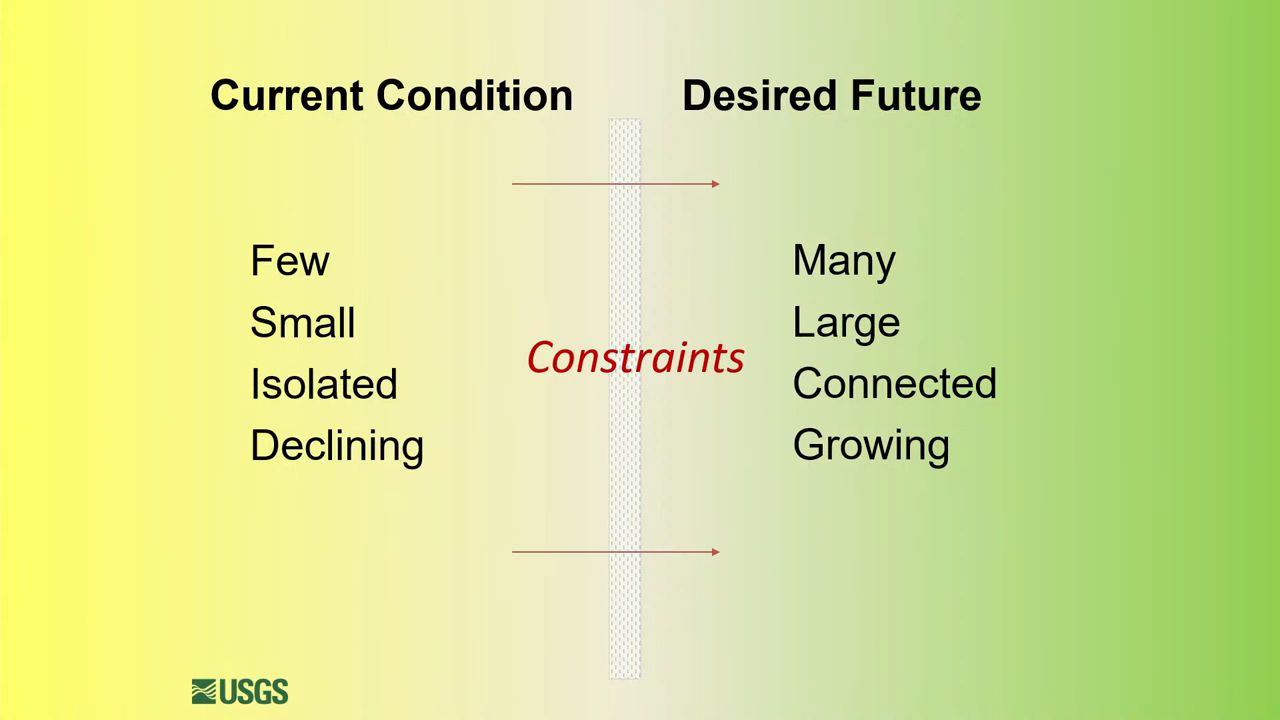 Current Condition
Desired Future
Few
Small
Isolated
Declining
Constraints
Many
Large
Connected
Growing
USGS